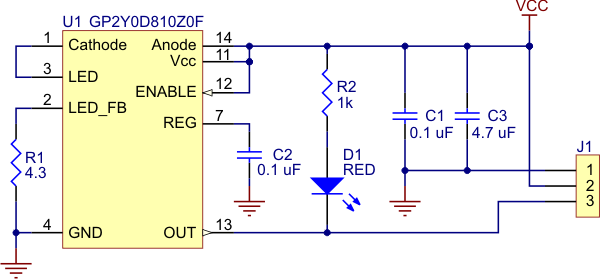 VCC
U1 GP2Y0D810Z0F
1 Cathode Anode 14
Vcc 11
3 LED
ENABLE 12
2 LED_FB
REG 7
R2
1k
C1
0.1 uF
C3
4.7 uF
R1
4.3
C2
0.1 uF
D1
RED
J1
1
2
3
4 GND OUT 13